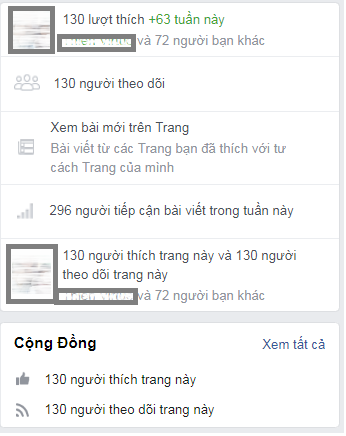 130 lượt thích +63 tuần này
và 72 người bạn khác
130 người theo dõi
Xem bài mới trên Trang
Bài viết từ các Trang bạn đã thích với tư
cách Trang của mình
296 người tiếp cận bài viết trong tuần này
130 người thích trang này và 130 người
theo dõi trang này
và 72 người bạn khác
Cộng Đồng Xem tất cả
130 người thích trang này
130 người theo dõi trang này